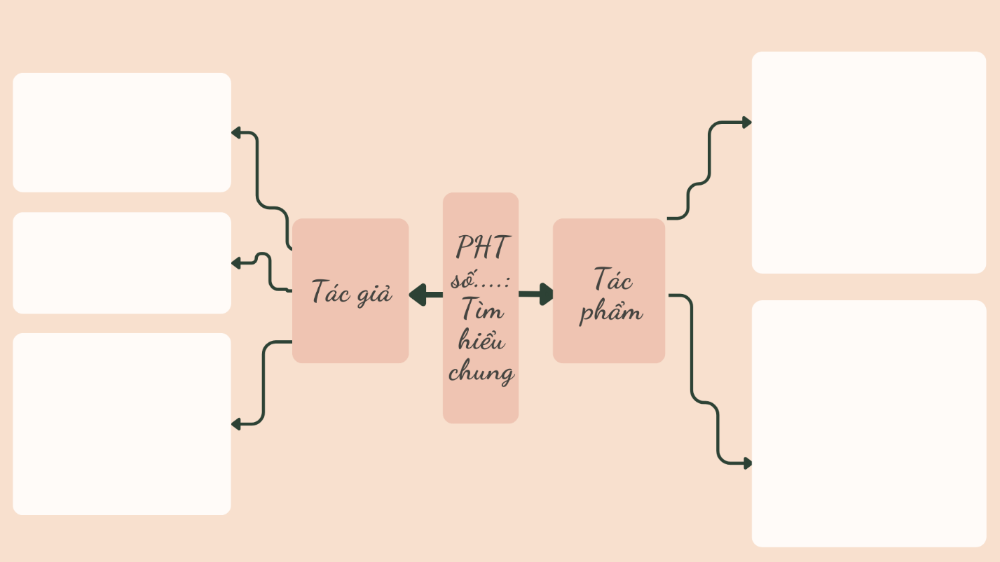 Tác giả
PHT
số....:
Tìm
hiểu
chung
Tác
phẩm